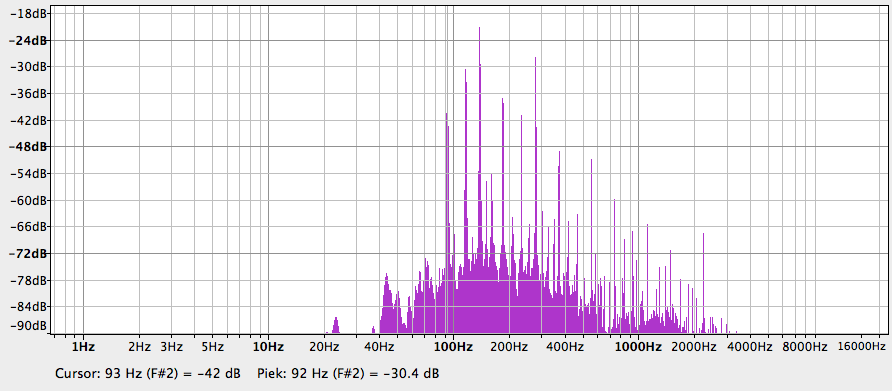 -18dB
-24dB
-30dB
-36dB
-42dB
-48dB
-54dB
-60dB
-66dB
-72dB
-78dB
-84dB
-90dB
1Hz 2Hz 3Hz 5Hz 10Hz 20Hz 40Hz 100Hz 200Hz 400Hz 1000Hz 2000Hz 4000Hz 8000Hz 16000Hz
Cursor: 93 Hz (F#2) = -42 dB Piek: 92 Hz (F#2) = -30.4 dB